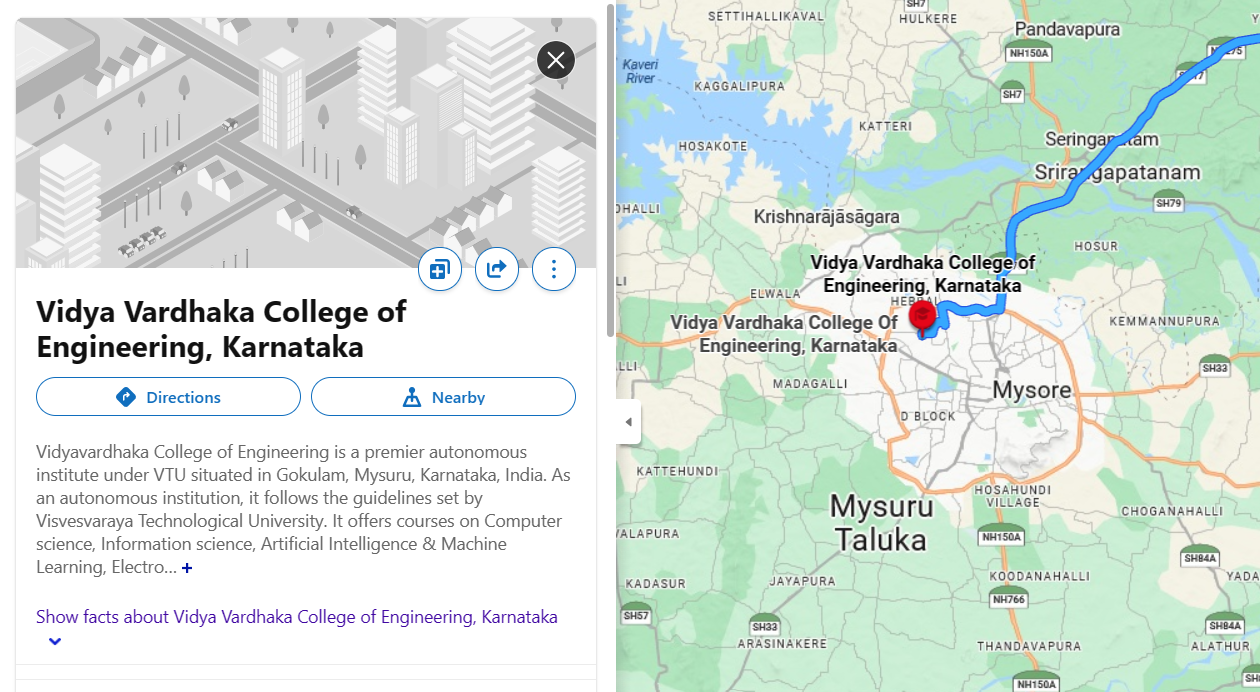 Vidya Vardhaka College of
Engineering, Karnataka
Directions
Nearby
Vidyavardhaka College of Engineering is a premier autonomous
institute under VTU situated in Gokulam, Mysuru, Karnataka, India. As
an autonomous institution, it follows the guidelines set by
Visvesvaraya Technological University. It offers courses on Computer
science, Information science, Artificial Intelligence & Machine
Learning, Electro... +
Show facts about Vidya Vardhaka College of Engineering, Karnataka
SH7
SETTIHALLIKAVAL
HULKERE
Pandavapura
NH150A
Kaveri
River
KAGGALIPURA
SH7
KATTERI
HOSAKOTE
Seringapatam
Srirangapatanam
SH79
Krishnarājāsāgara
HOSUR
Vidya Vardhaka College of
Engineering, Karnataka
ELWALA
HEBBAL
Vidya Vardhaka College Of
Engineering, Karnataka
KEMMANNUPURA
SH33
MADAGALLI
Mysore
D BLOCK
KATTEHUNDI
HOSAHUNDI
VILLAGE
Mysuru
Taluka
CHOGANAHALLI
NH150A
SH84A
KADASUR
JAYAPURA
KOODANAHALLI
NH766
SH57
SH33
SH84A
ARASINAKERE
THANDAVAPURA
ALATHUR
NH150A